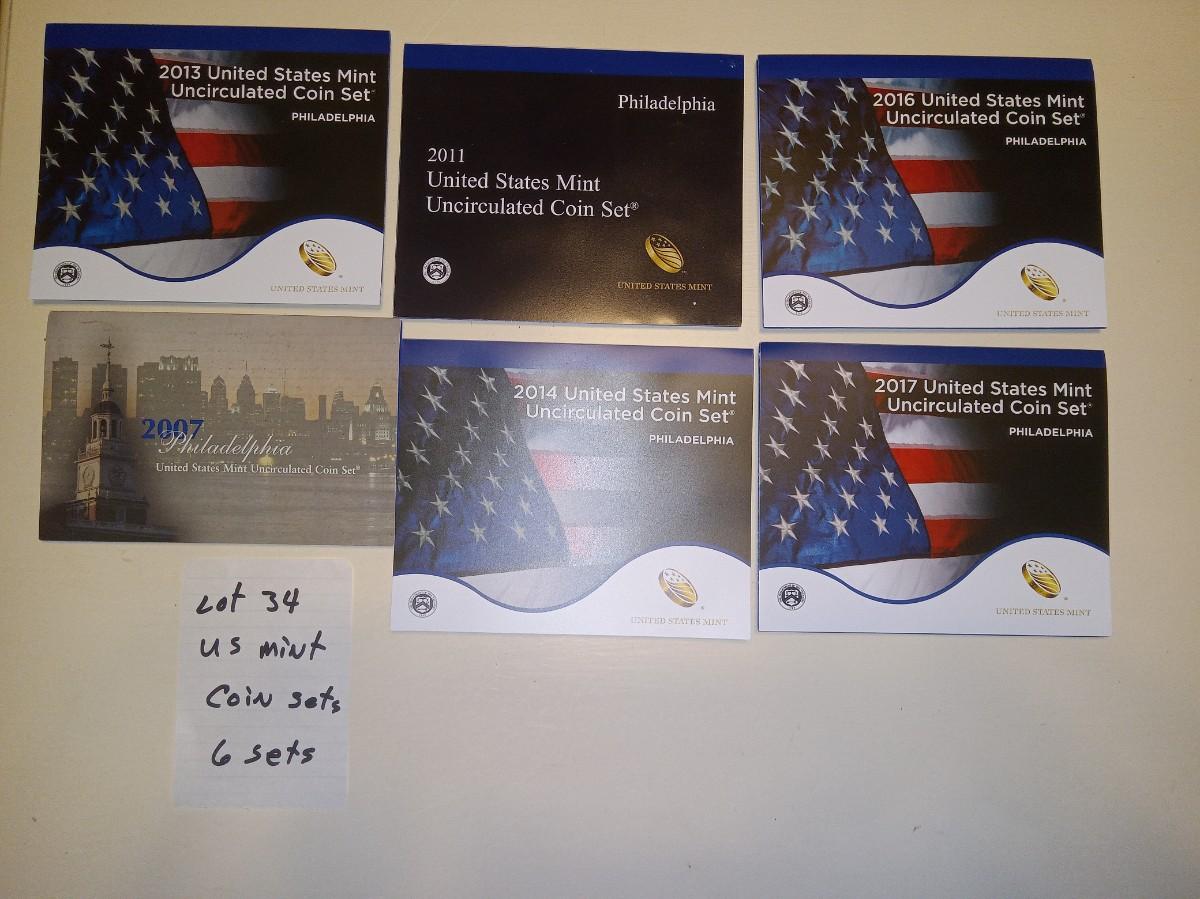 2013 United States Mint
Uncirculated Coin Set™
PHILADELPHIA
UNITED STATES MINT
Philadelphia
2011
United States Mint
Uncirculated Coin Set®
UNITED STATES MINT
2016 United States Mint
Uncirculated Coin Set®
PHILADELPHIA
UNITED STATES MINT
2007
Philadelphia
United States Mint Uncirculated Coin Set®
2014 United States Mint
Uncirculated Coin Set®
PHILADELPHIA
UNITED STATES MINT
2017 United States Mint
Uncirculated Coin Set®
PHILADELPHIA
UNITED STATES MINT
Lot 34
US mint
Coin sets
6 sets